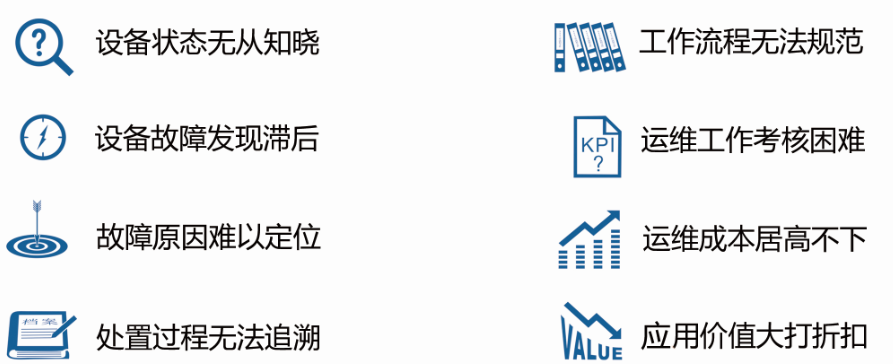 ?
设备状态无从知晓
工作流程无法规范
设备故障发现滞后
KPI
?
运维工作考核困难
故障原因难以定位
运维成本居高不下
档案
处置过程无法追溯
VALUE
应用价值大打折扣